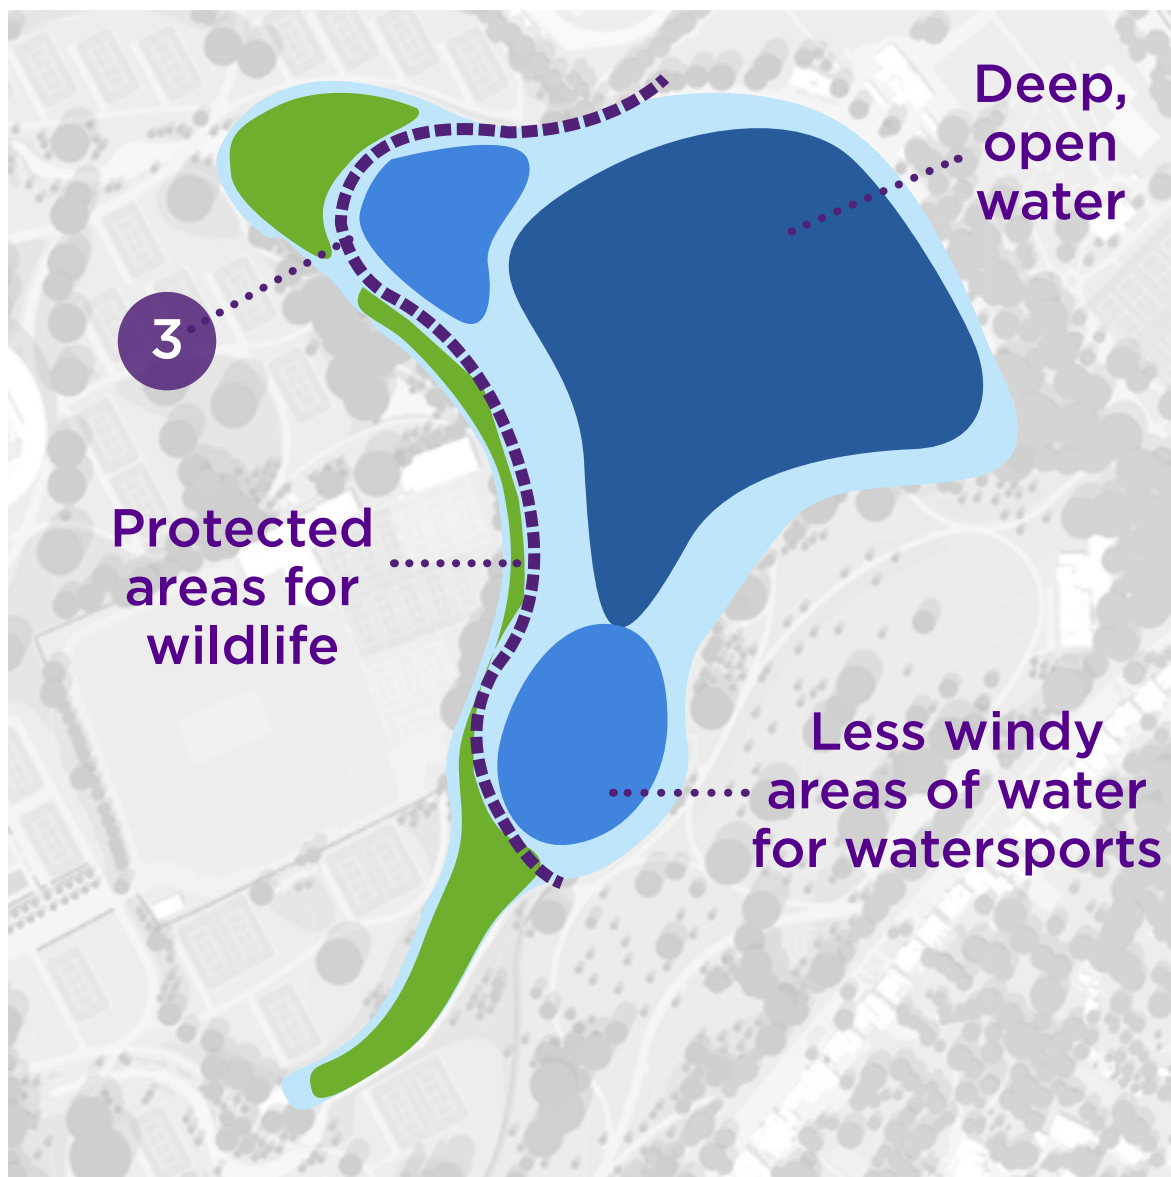 Deep,
open
water
3
Protected
areas for
wildlife
Less windy
areas of water
for watersports